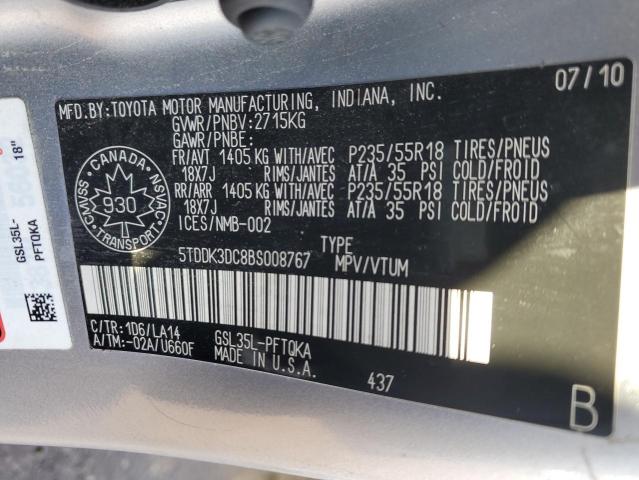 07/10
MFD.BY:TOYOTA MOTOR MANUFACTURING, INDIANA, INC.
GVWR/PNBV:2715KG
GAWR/PNBE:
FR/AVT 1405 KG WITH/AVEC P235/55R18 TIRES/PNEUS
18X7J RIMS/JANTES AT/A 35 PSI COLD/FROID
RR/ARR 1405 KG WITH/AVEC P235/55R18 TIRES/PNEUS
18X7J RIMS/JANTES AT/A 35 PSI COLD/FROID
ICES/NMB-002
CANADA
CMVSS
NSVAC
930
TRANSPORT
TYPE
5TDDK3DC8BS008767 MPV/VTUM
C/TR:1D6/LA14 GSL35L-PFTQKA
A/TM:-02A/U660F MADE IN U.S.A.
437
B
GSL35L-
PFTQKA
18"